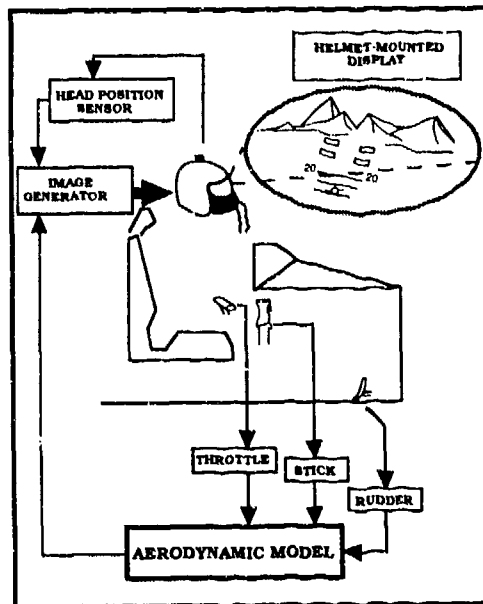 HELMET-MOUNTED
DISPLAY
HEAD POSITION
SENSOR
IMAGE
GENERATOR
20
20
THROTTLE
STICK
RUDDER
AERODYNAMIC MODEL